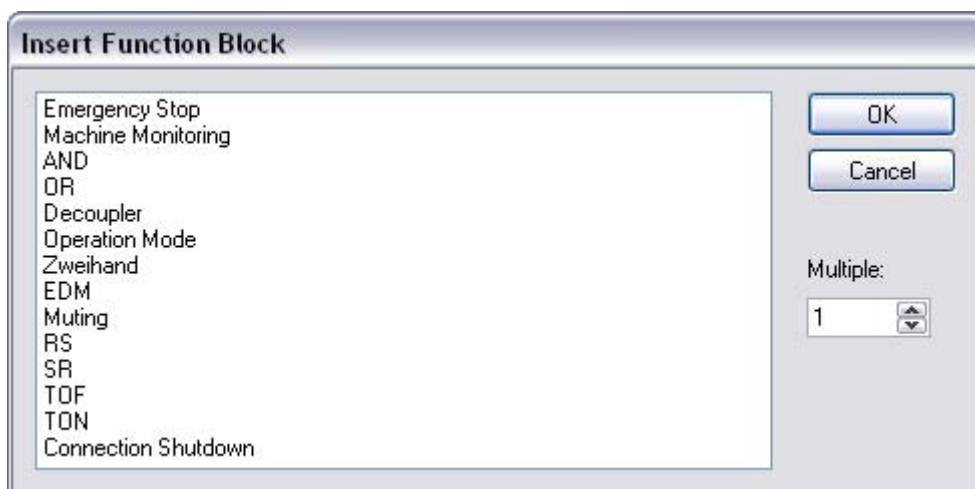 Insert Function Block
Emergency Stop
Machine Monitoring
AND
OR
Decoupler
Operation Mode
Zweihand
EDM
Muting
RS
SR
TOF
TON
Connection Shutdown
OK
Cancel
Multiple:
1